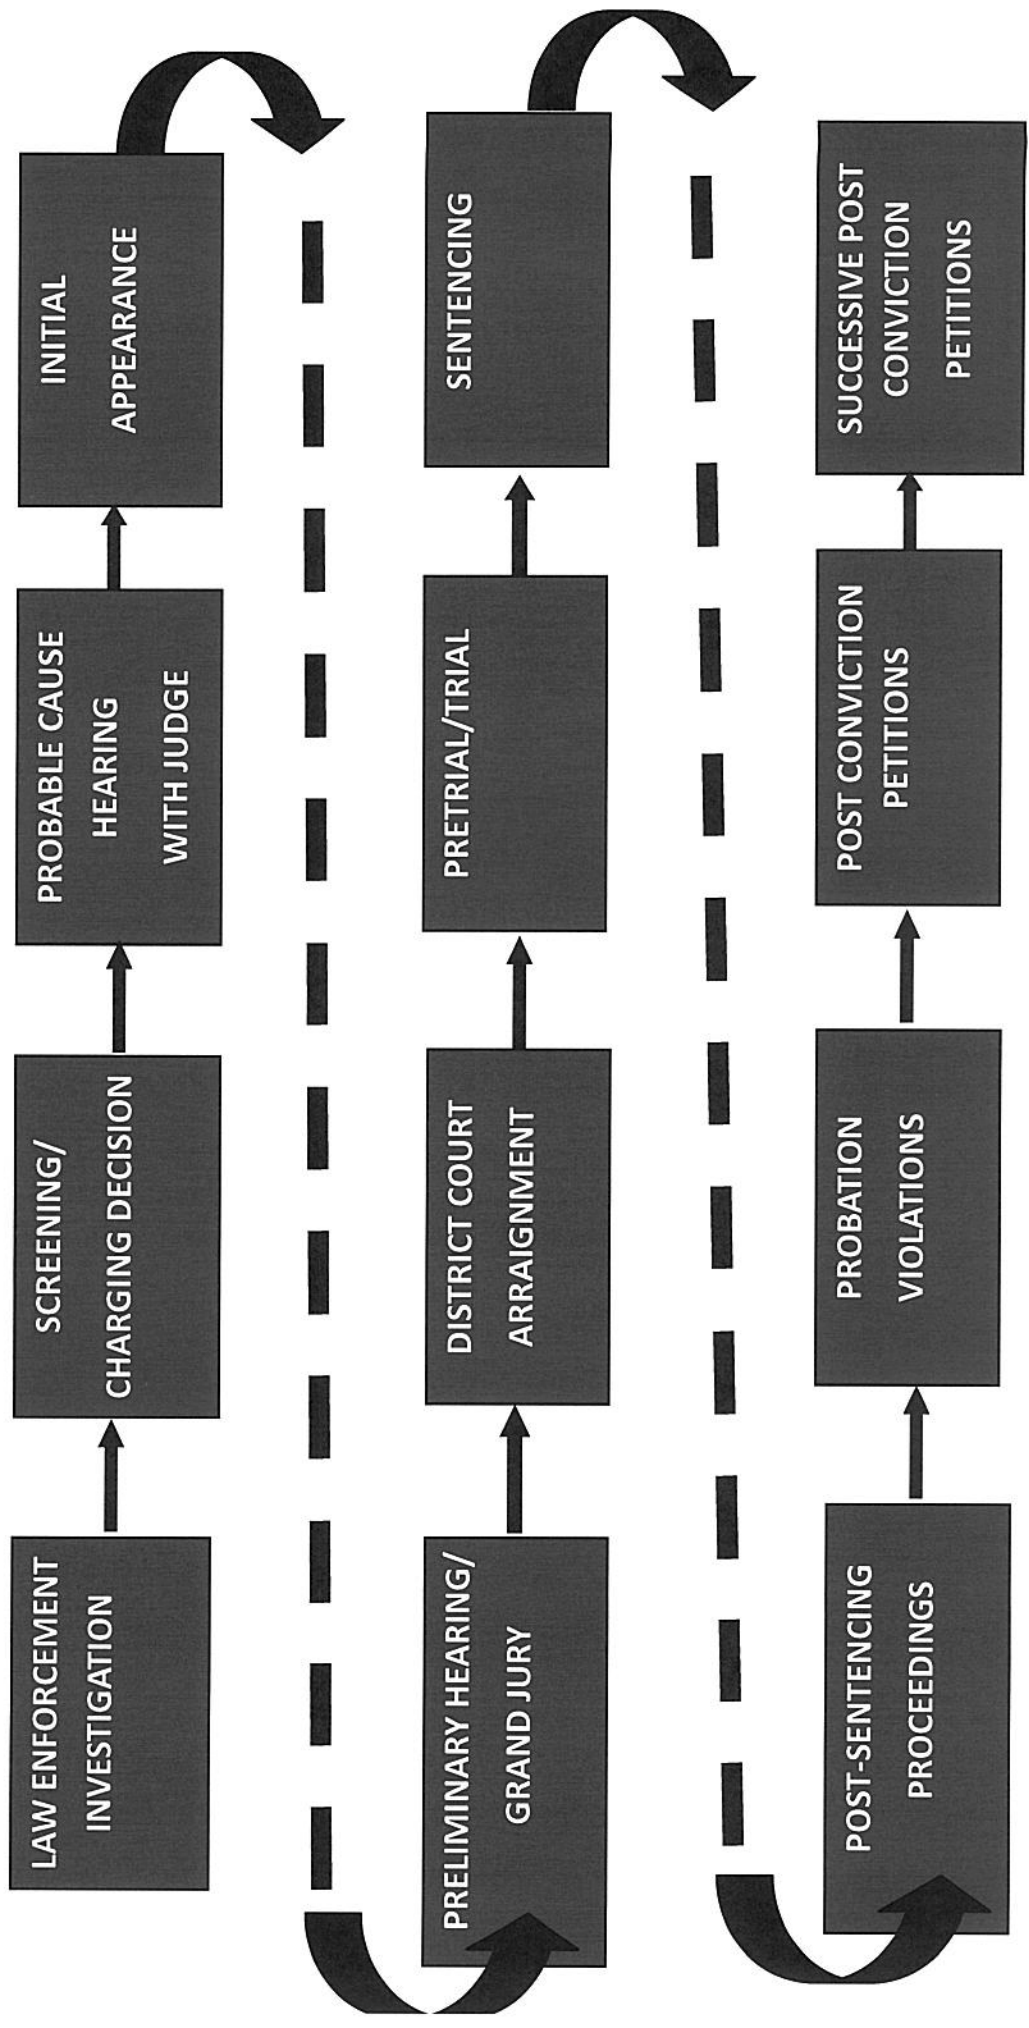 LAW ENFORCEMENT
INVESTIGATION
SCREENING/
CHARGING DECISION
PROBABLE CAUSE
HEARING
WITH JUDGE
INITIAL
APPEARANCE
PRELIMINARY HEARING/
GRAND JURY
DISTRICT COURT
ARRAIGNMENT
PRETRIAL/TRIAL
SENTENCING
POST-SENTENCING
PROCEEDINGS
PROBATION
VIOLATIONS
POST CONVICTION
PETITIONS
SUCCESSIVE POST
CONVICTION
PETITIONS